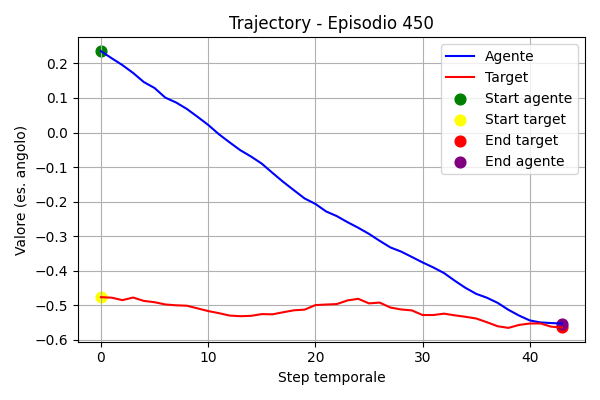 Trajectory - Episodio 450
Valore (es. angolo)
0.2
0.1
0.0
−0.1
−0.2
−0.3
−0.4
−0.5
−0.6
Agente
Target
Start agente
Start target
End target
End agente
0 10 20 30 40
Step temporale